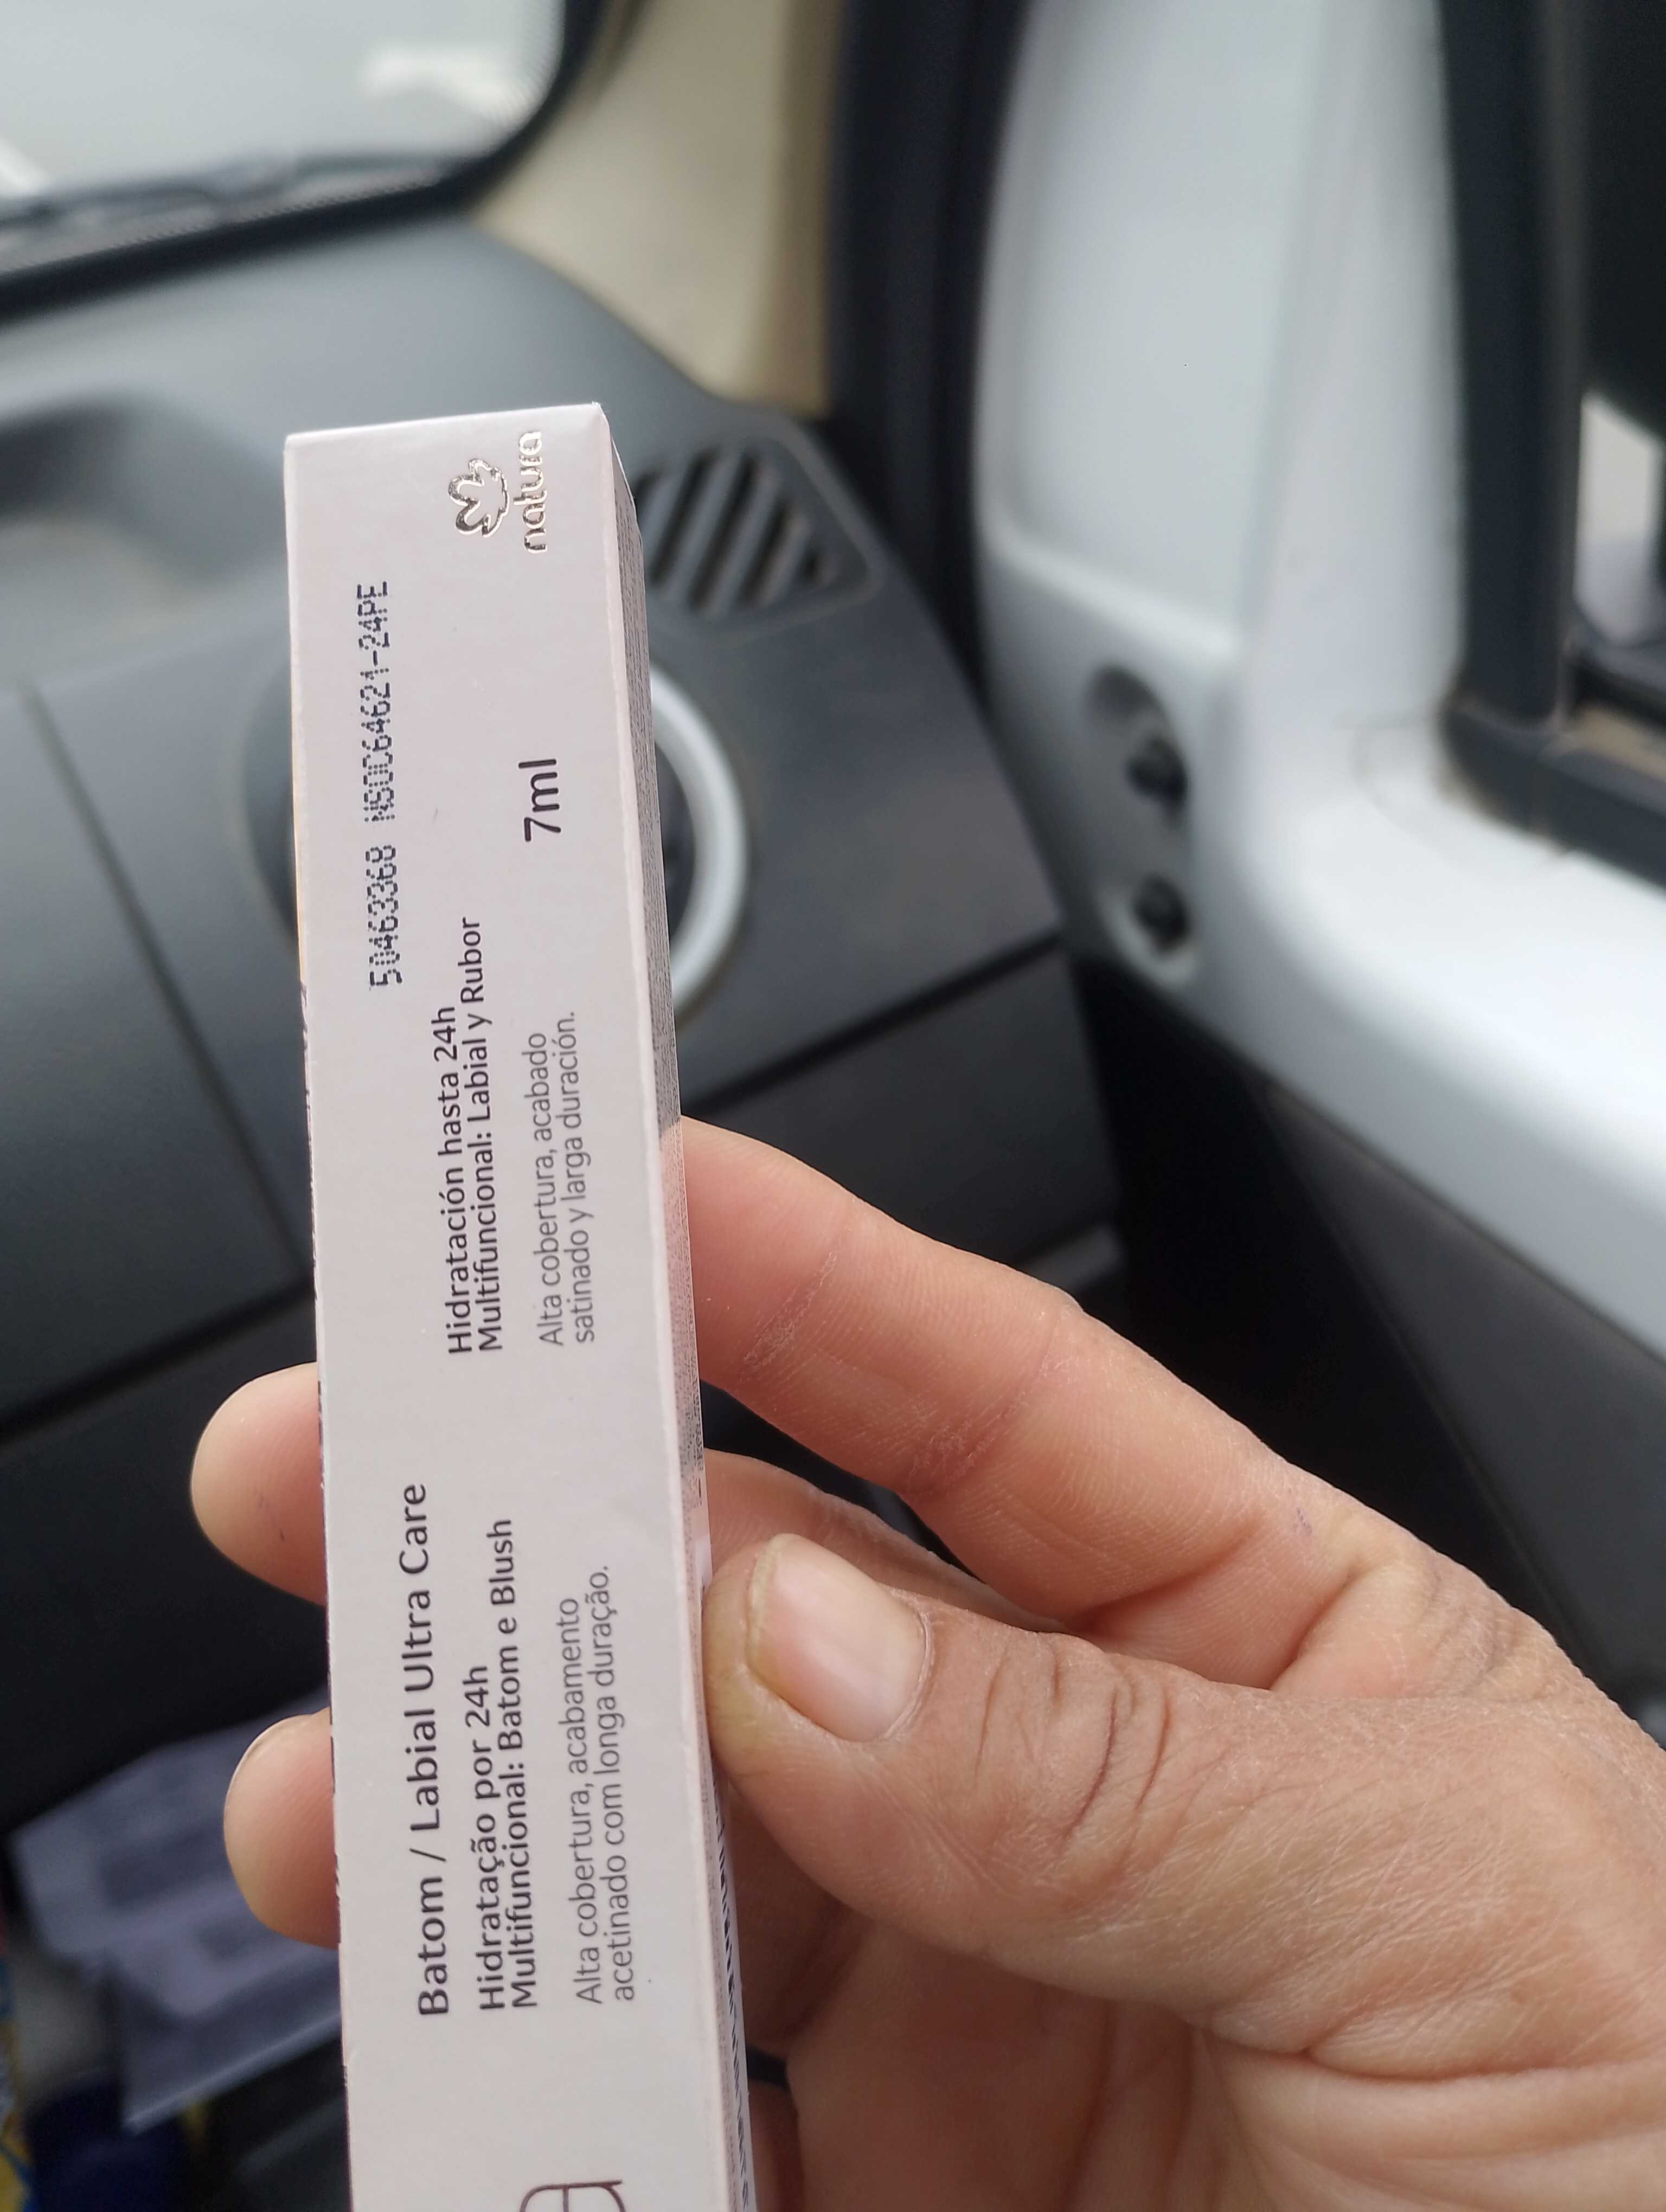 Batom / Labial Ultra Care
Hidratação por 24h
Multifuncional: Batom e Blush
Alta cobertura, acabamento
acetinado com longa duração.
Hidratación hasta 24h
Multifuncional: Labial y Rubor
Alta cobertura, acabado
satinado y larga duración.
50463368 NSOC64621-24PE
7ml
natura